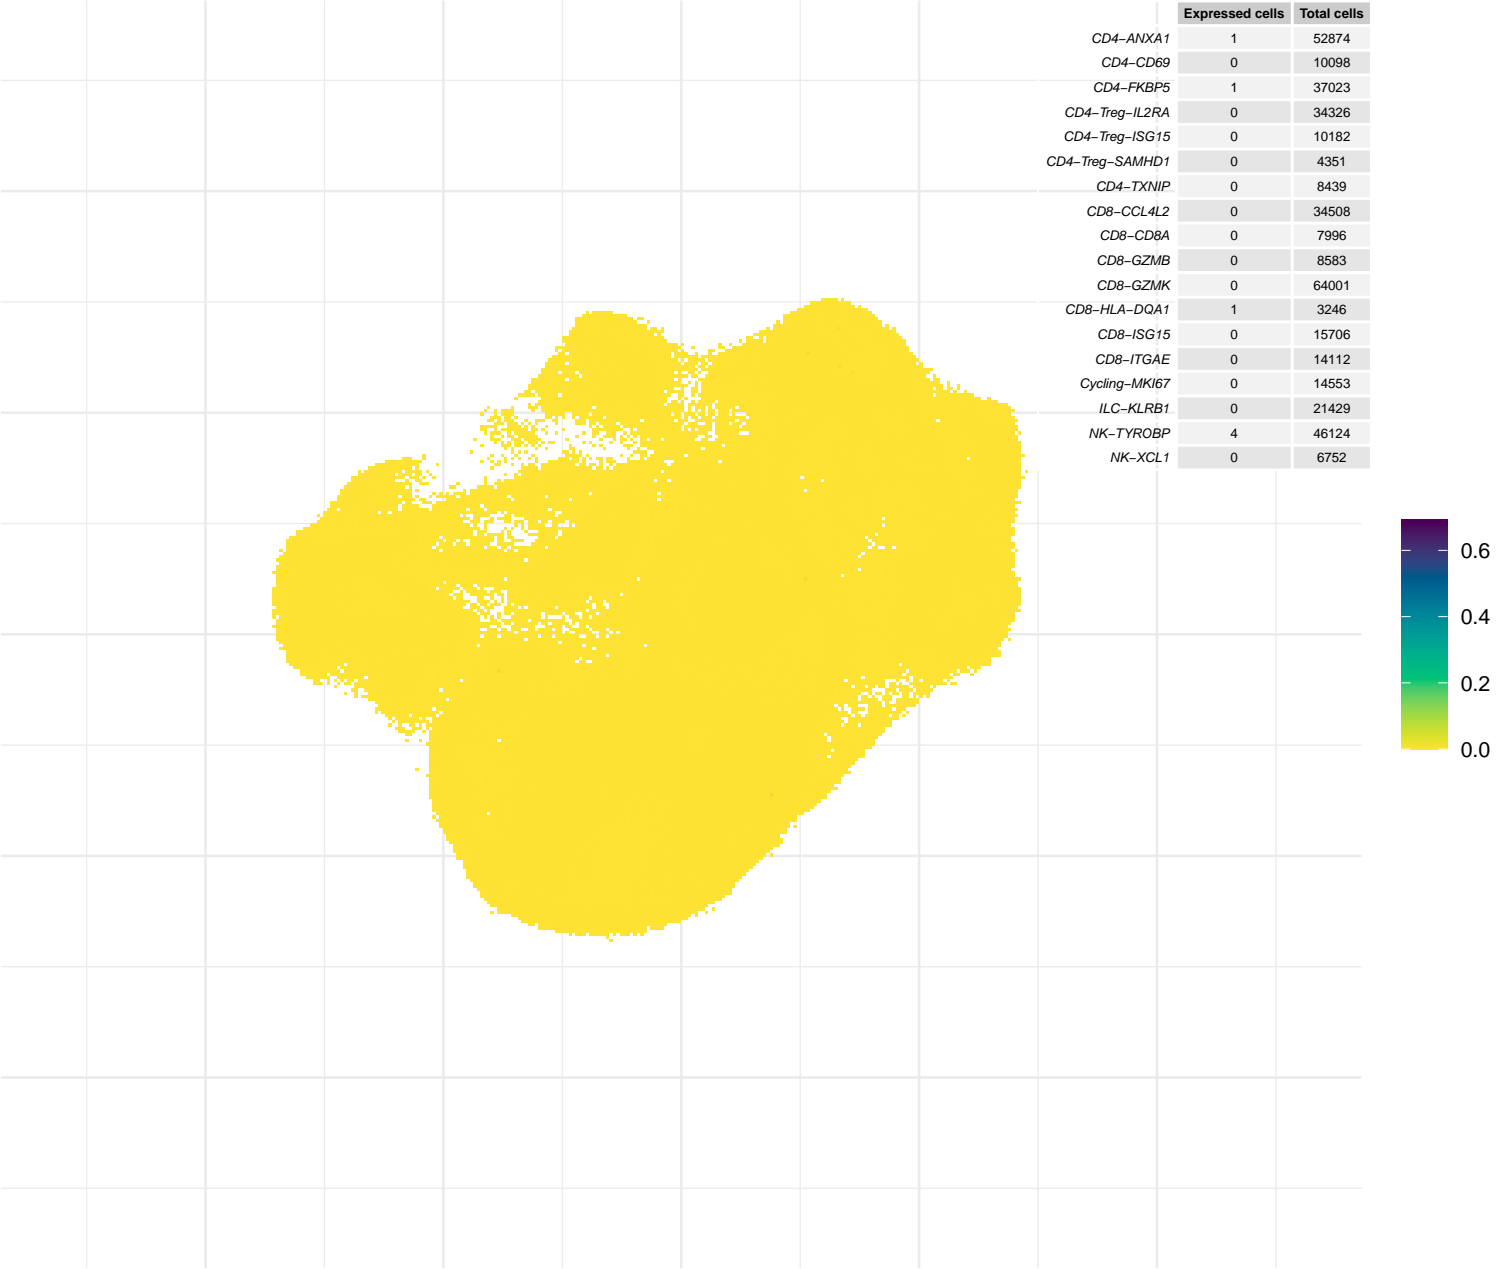 Expressed cells Total cells
CD4−ANXA1 1 52874
CD4−CD69 0 10098
CD4−FKBP5 1 37023
CD4−Treg−IL2RA 0 34326
CD4−Treg−ISG15 0 10182
CD4−Treg−SAMHD1 0 4351
CD4−TXNIP 0 8439
CD8−CCL4L2 0 34508
CD8−CD8A 0 7996
CD8−GZMB 0 8583
CD8−GZMK 0 64001
CD8−HLA−DQA1 1 3246
CD8−ISG15 0 15706
CD8−ITGAE 0 14112
Cycling−MKI67 0 14553
ILC−KLRB1 0 21429
NK−TYROBP 4 46124
NK−XCL1 0 6752
0.6
0.4
0.2
0.0